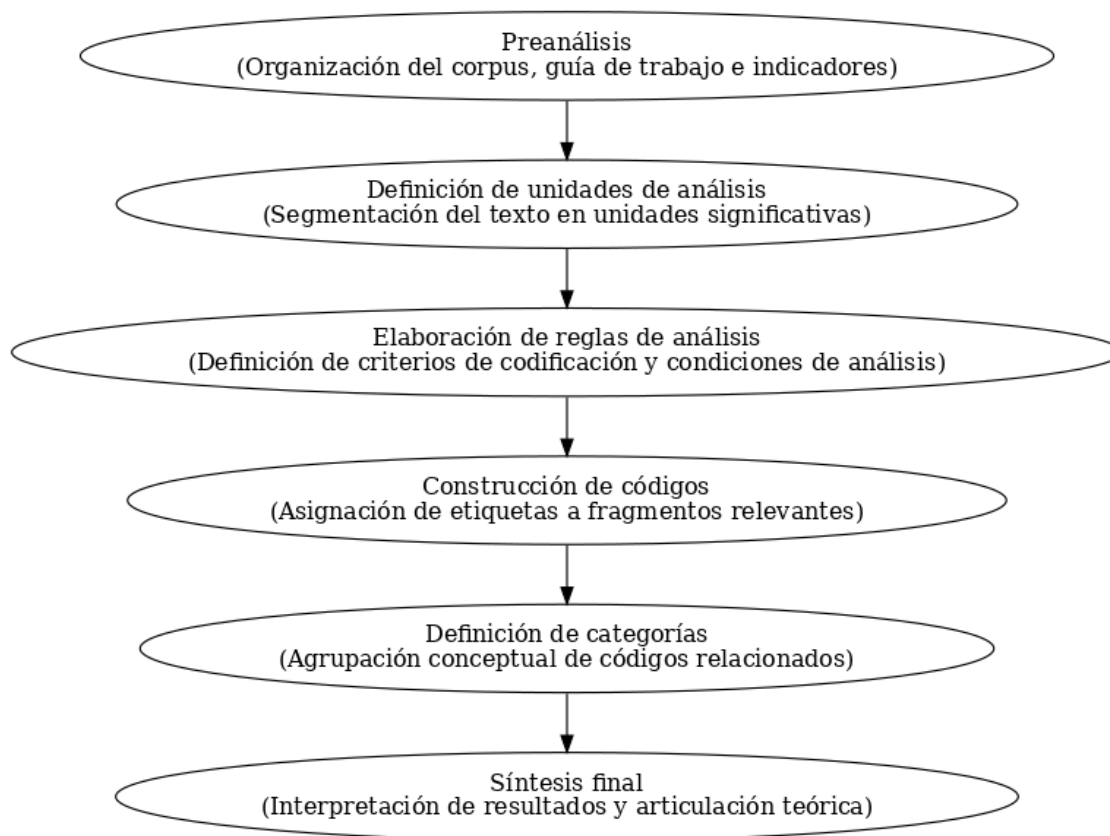 Preanálisis
(Organización del corpus, guía de trabajo e indicadores)
Definición de unidades de análisis
(Segmentación del texto en unidades significativas)
Elaboración de reglas de análisis
(Definición de criterios de codificación y condiciones de análisis)
Construcción de códigos
(Asignación de etiquetas a fragmentos relevantes)
Definición de categorías
(Agrupación conceptual de códigos relacionados)
Síntesis final
(Interpretación de resultados y articulación teórica)